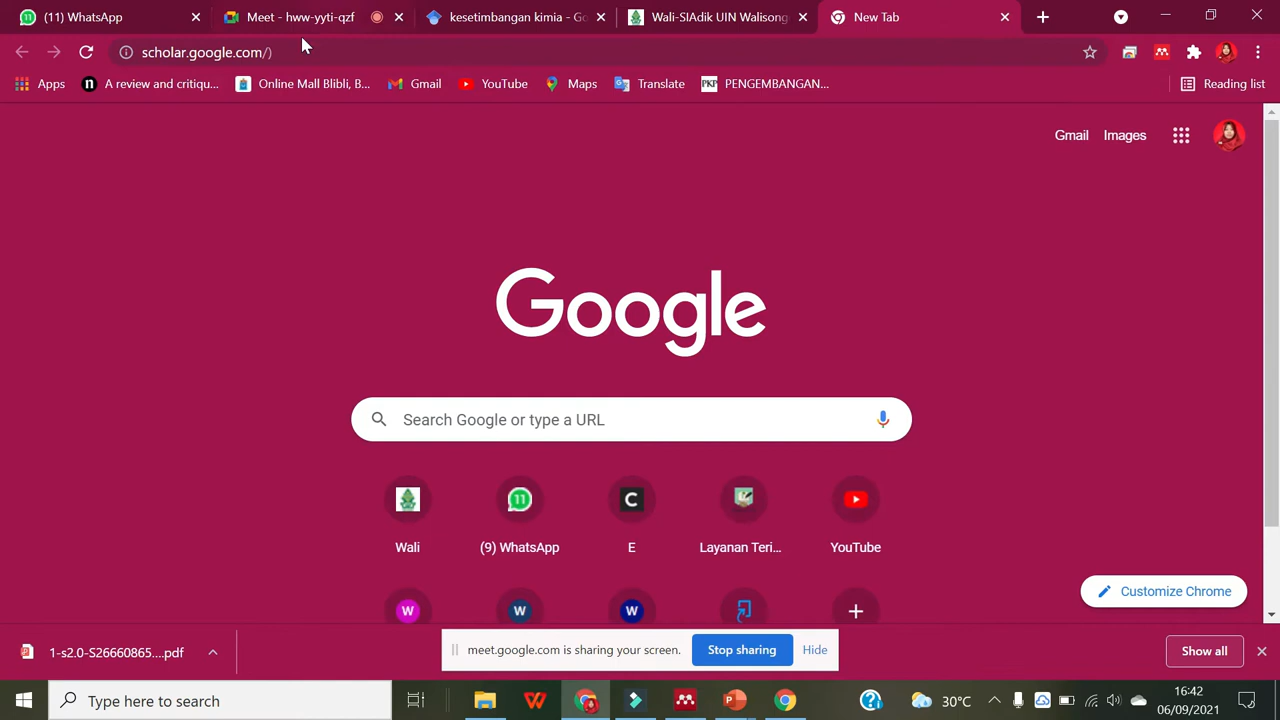 (11) WhatsApp
Meet - hww-yyti-qzf
kesetimbangan kimia - Go
Wali-SIAdik UIN Walisong
New Tab
scholar.google.com/)
Apps
A review and critiqu...
Online Mall Blibli, B...
Gmail
YouTube
Maps
Translate
PKP
PENGEMBANGAN...
Reading list
Gmail
Images
Google
Search Google or type a URL
11
C
Wali
(9) WhatsApp
E
Layanan Teri...
YouTube
W
W
W
Customize Chrome
1-s2.0-S26660865....pdf
meet.google.com is sharing your screen.
Stop sharing
Hide
Show all
Type here to search
30°C
16:42
06/09/2021